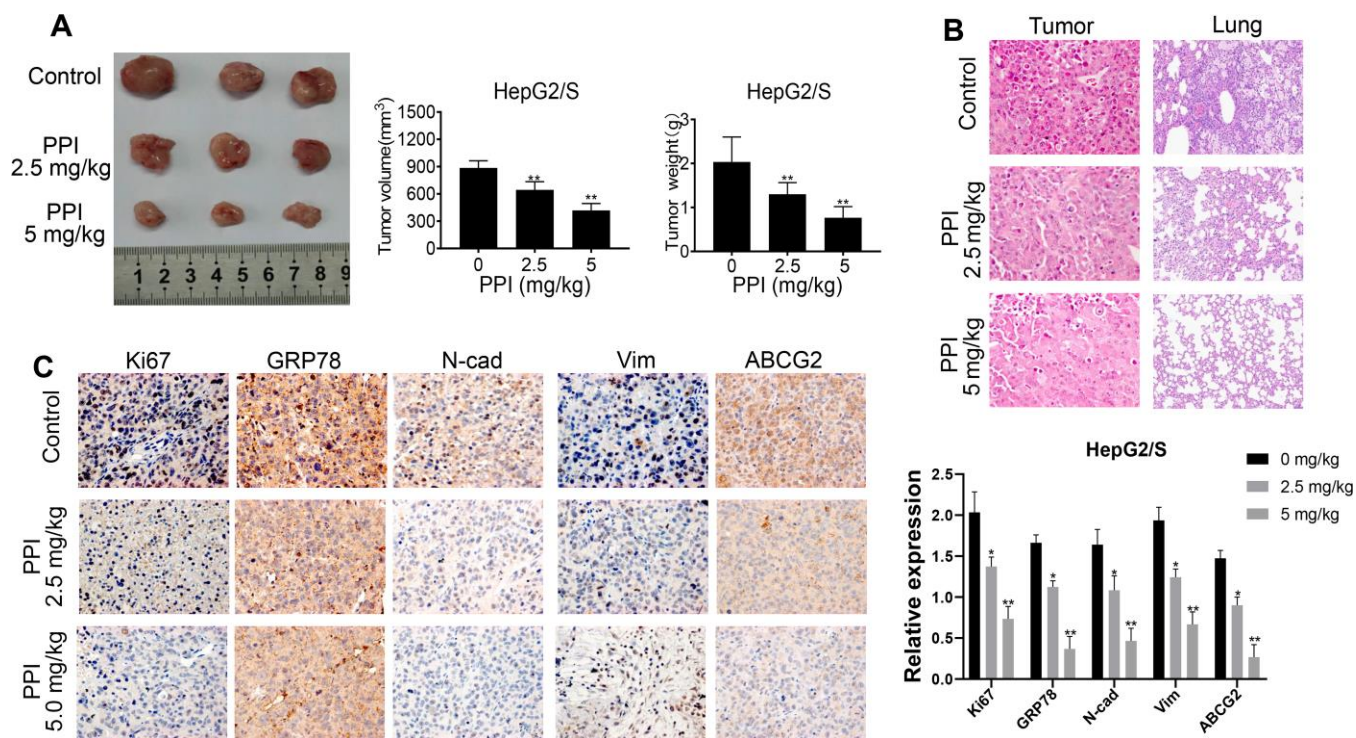 A
Control
PPI
2.5 mg/kg
PPI
5 mg/kg
1 2 3 4 5 6 7 8 9
HepG2/S
Tumor volume(mm³)
900
750
600
450
300
150
0
0 2.5 5
PPI (mg/kg)
**
**
HepG2/S
Tumor weight(g)
3
2
1
0
0 2.5 5
PPI (mg/kg)
**
**
B
Tumor Lung
Control
PPI
2.5 mg/kg
PPI
5 mg/kg
C
Ki67 GRP78 N-cad Vim ABCG2
Control
PPI
2.5 mg/kg
PPI
5.0 mg/kg
HepG2/S
0 mg/kg
2.5 mg/kg
5 mg/kg
Relative expression
2.5
2.0
1.5
1.0
0.5
0.0
* ** * ** * ** * ** * **
Ki67 GRP78 N-cad Vim ABCG2